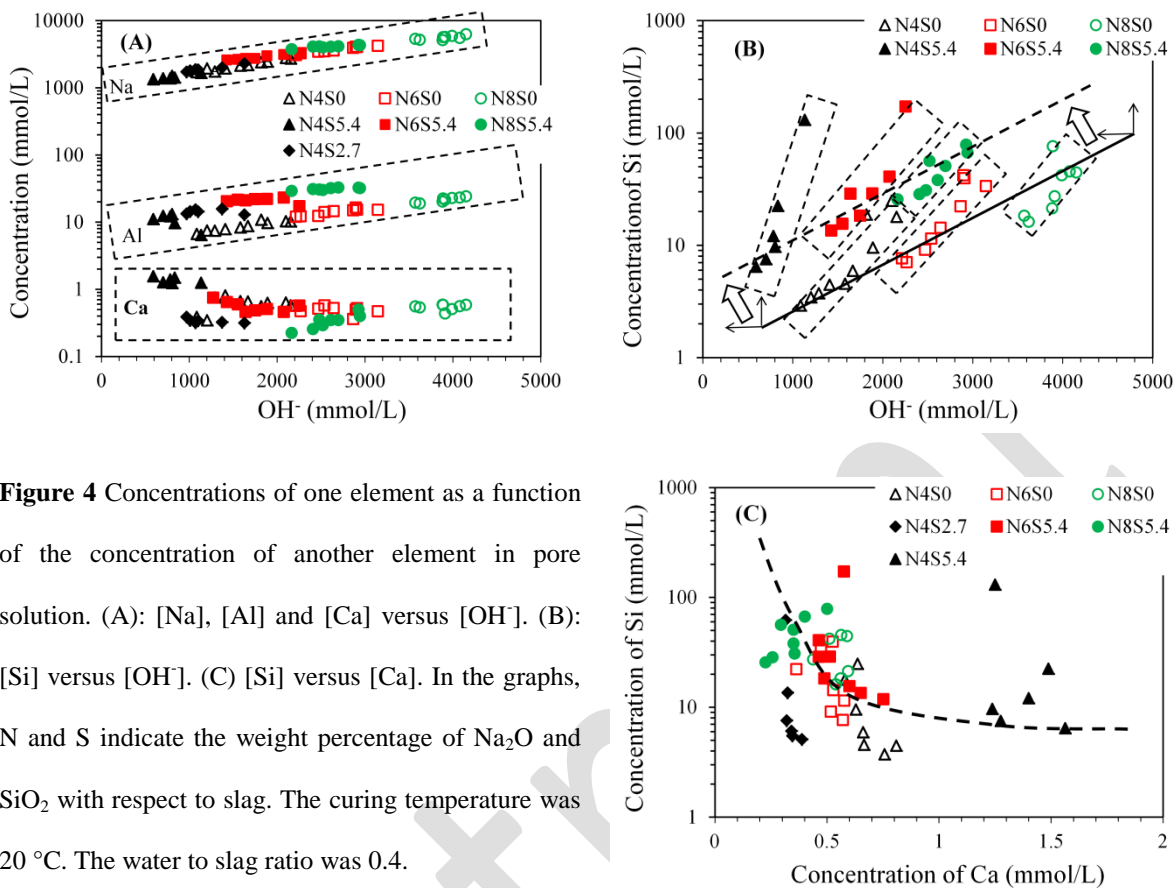 10000
1000
100
10
1
0.1
Concentration (mmol/L)
(A)
Na
△N4S0 □N6S0 ○N8S0
▲N4S5.4 ■N6S5.4 ●N8S5.4
◆N4S2.7
Al
Ca
0 1000 2000 3000 4000 5000
OH⁻ (mmol/L)
1000
100
10
1
Concentrationof Si (mmol/L)
(B)
△N4S0 □N6S0 ○N8S0
▲N4S5.4 ■N6S5.4 ●N8S5.4
0 1000 2000 3000 4000 5000
OH⁻ (mmol/L)
Figure 4 Concentrations of one element as a function
of the concentration of another element in pore
solution. (A): [Na], [Al] and [Ca] versus [OH⁻]. (B):
[Si] versus [OH⁻]. (C) [Si] versus [Ca]. In the graphs,
N and S indicate the weight percentage of Na₂O and
SiO₂ with respect to slag. The curing temperature was
20 °C. The water to slag ratio was 0.4.
1000
100
10
1
Concentration of Si (mmol/L)
(C)
△N4S0 □N6S0 ○N8S0
◆N4S2.7 ■N6S5.4 ●N8S5.4
▲N4S5.4
0 0.5 1 1.5 2
Concentration of Ca (mmol/L)